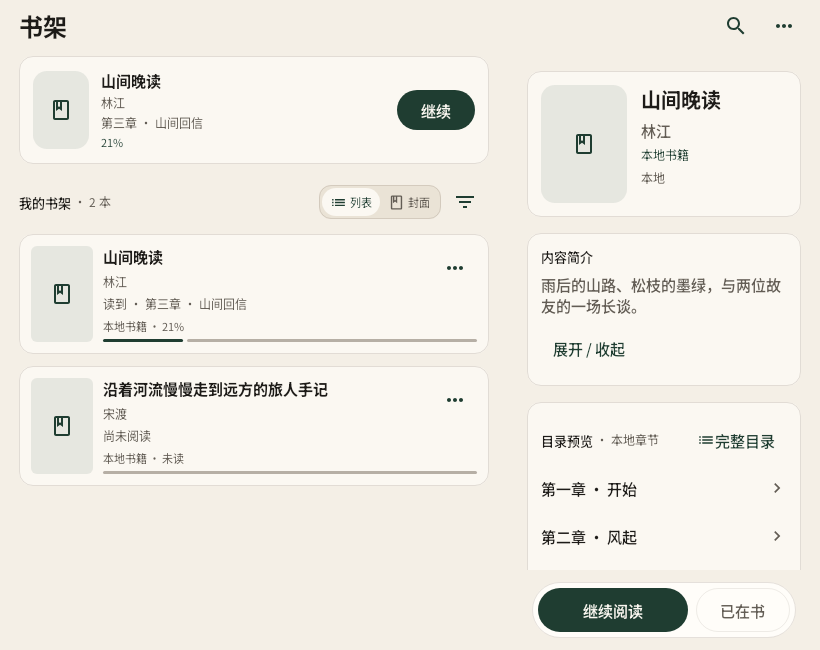 书架
山间晚读
林江
第三章 · 山间回信
21%
继续
我的书架 · 2 本
列表
封面
山间晚读
林江
读到 · 第三章 · 山间回信
本地书籍 · 21%
沿着河流慢慢走到远方的旅人手记
宋渡
尚未阅读
本地书籍 · 未读
山间晚读
林江
本地书籍
本地
内容简介
雨后的山路、松枝的墨绿，与两位故
友的一场长谈。
展开 / 收起
目录预览 · 本地章节
完整目录
第一章 · 开始
第二章 · 风起
继续阅读
已在书